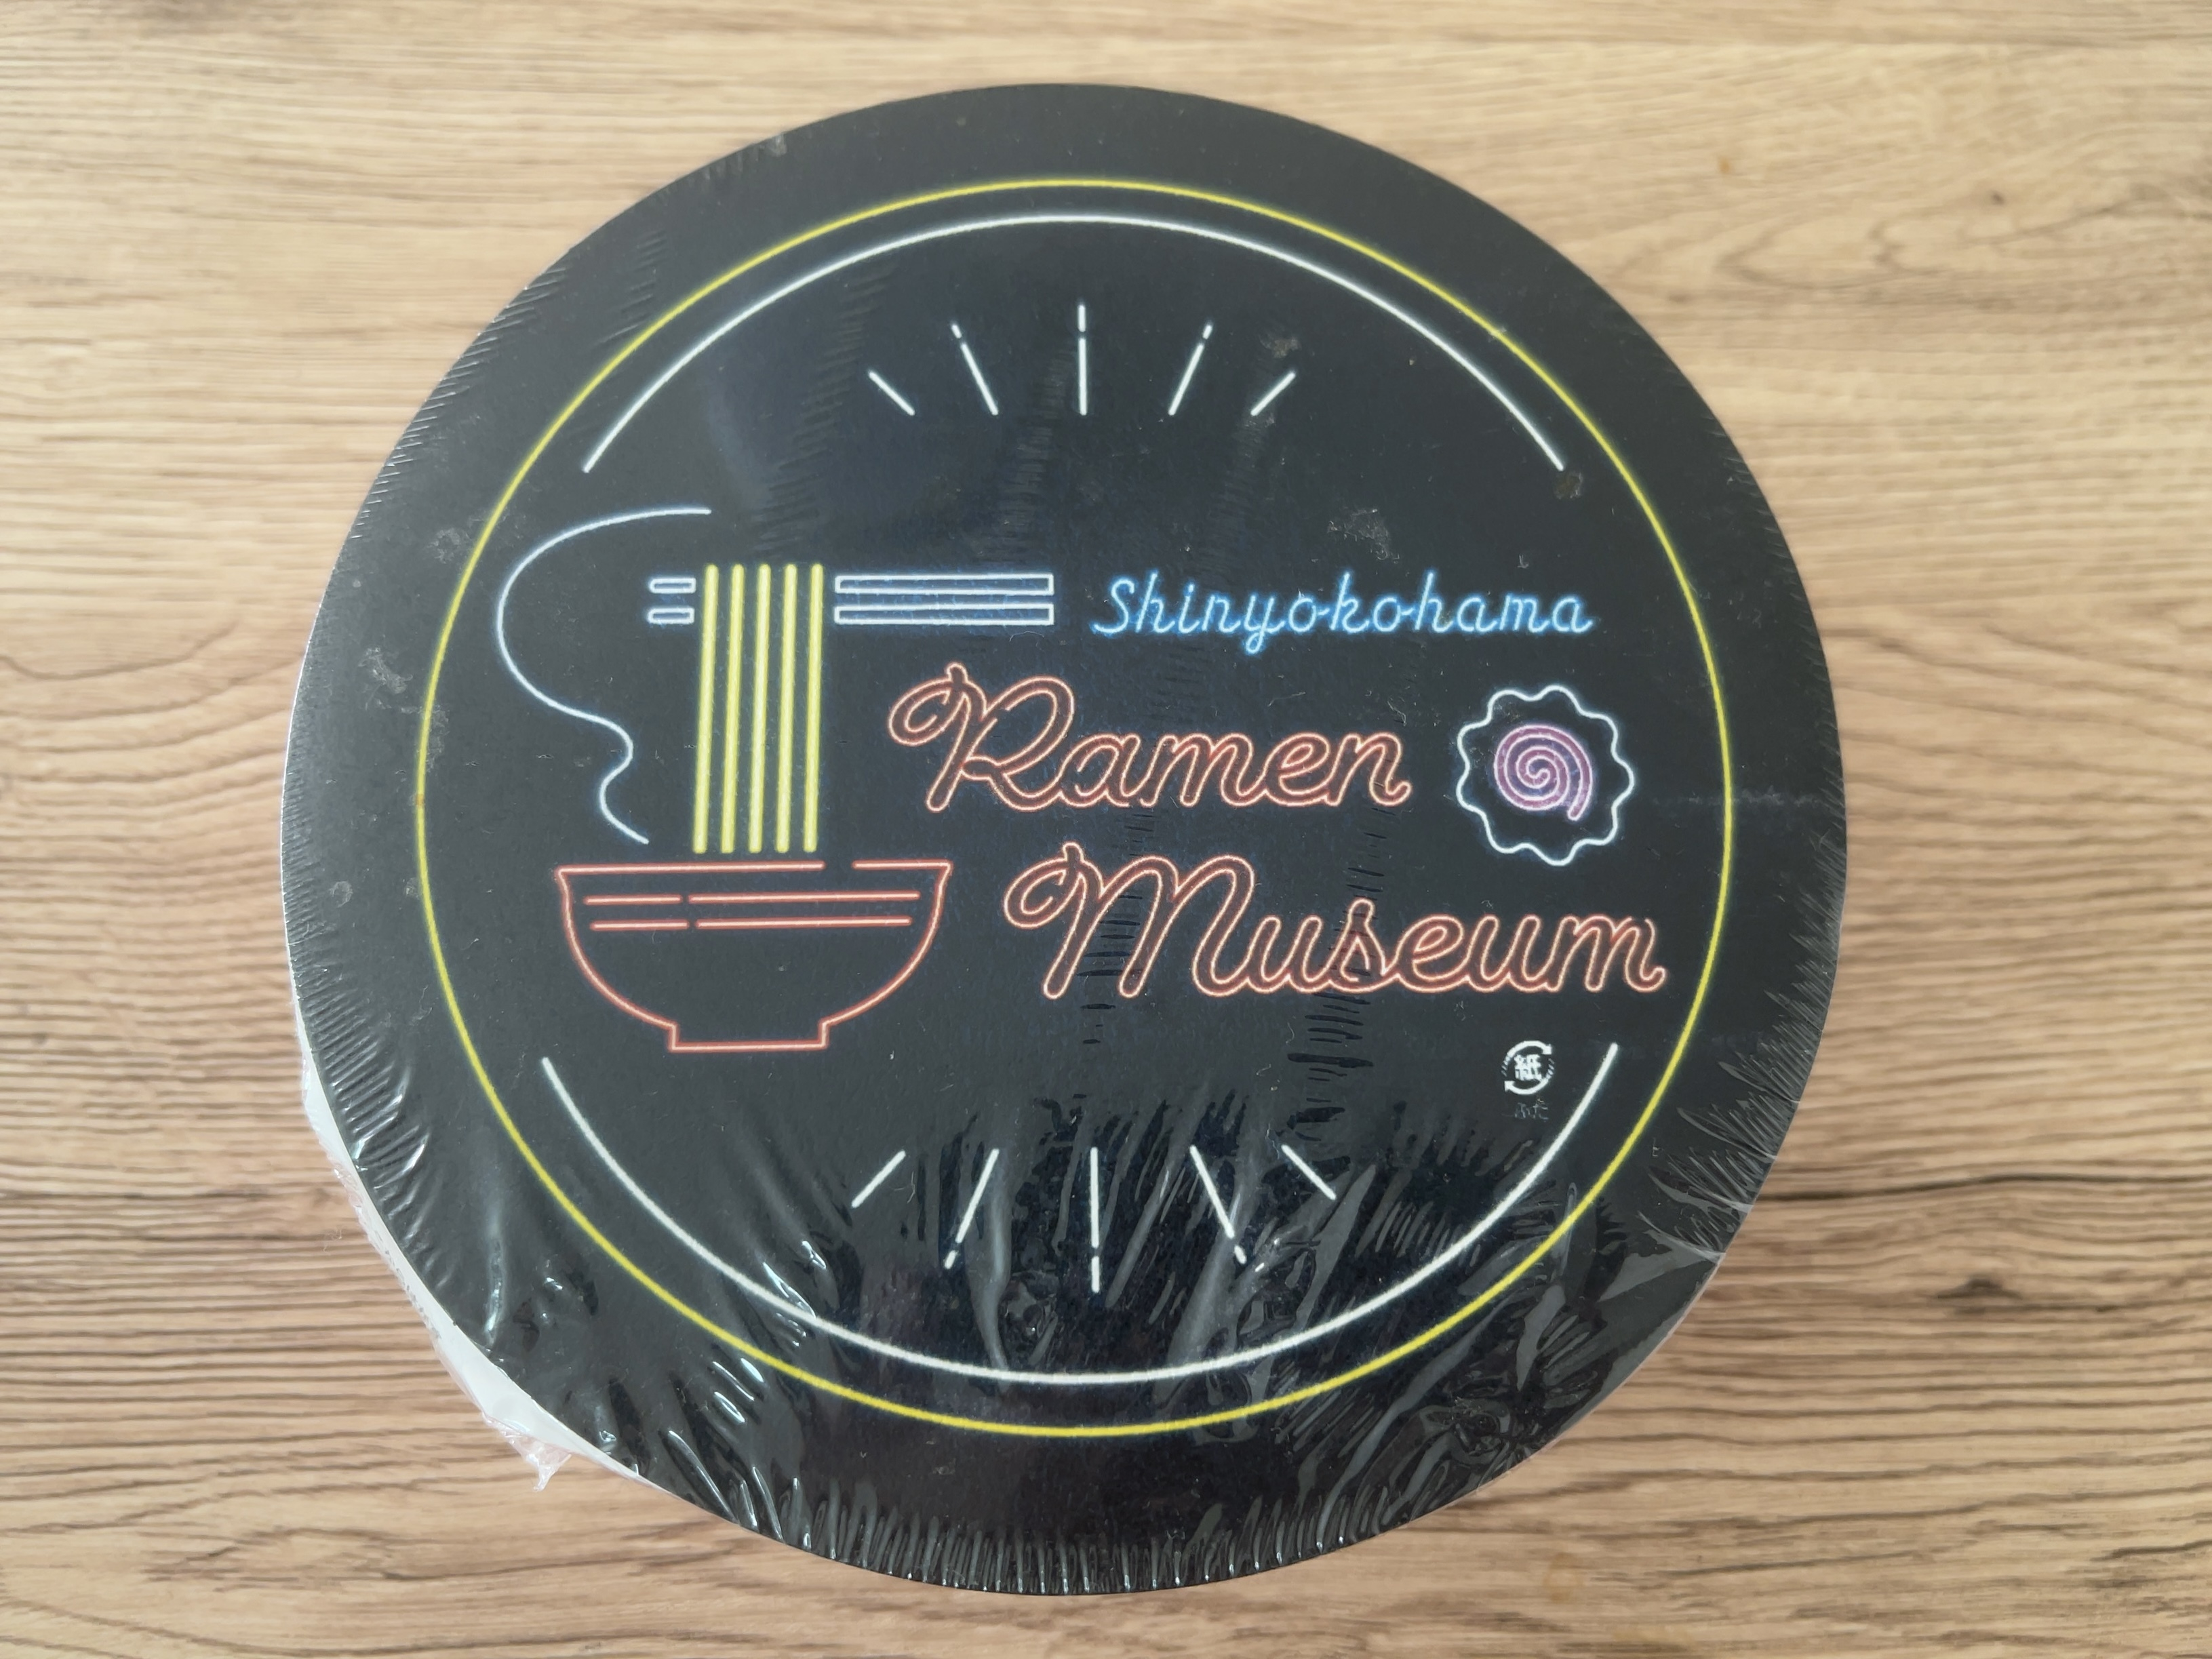 Shinyokohama
Ramen
Museum
紙
ふた